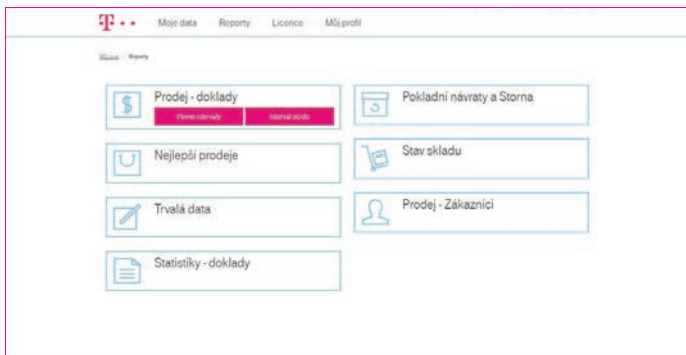 T
Moje data Reporty Licence Můj profil
Reporty
Prodej - doklady
Pokladní návraty a Storna
Nejlepší prodeje
Stav skladu
Trvalá data
Prodej - Zákazníci
Statistiky - doklady